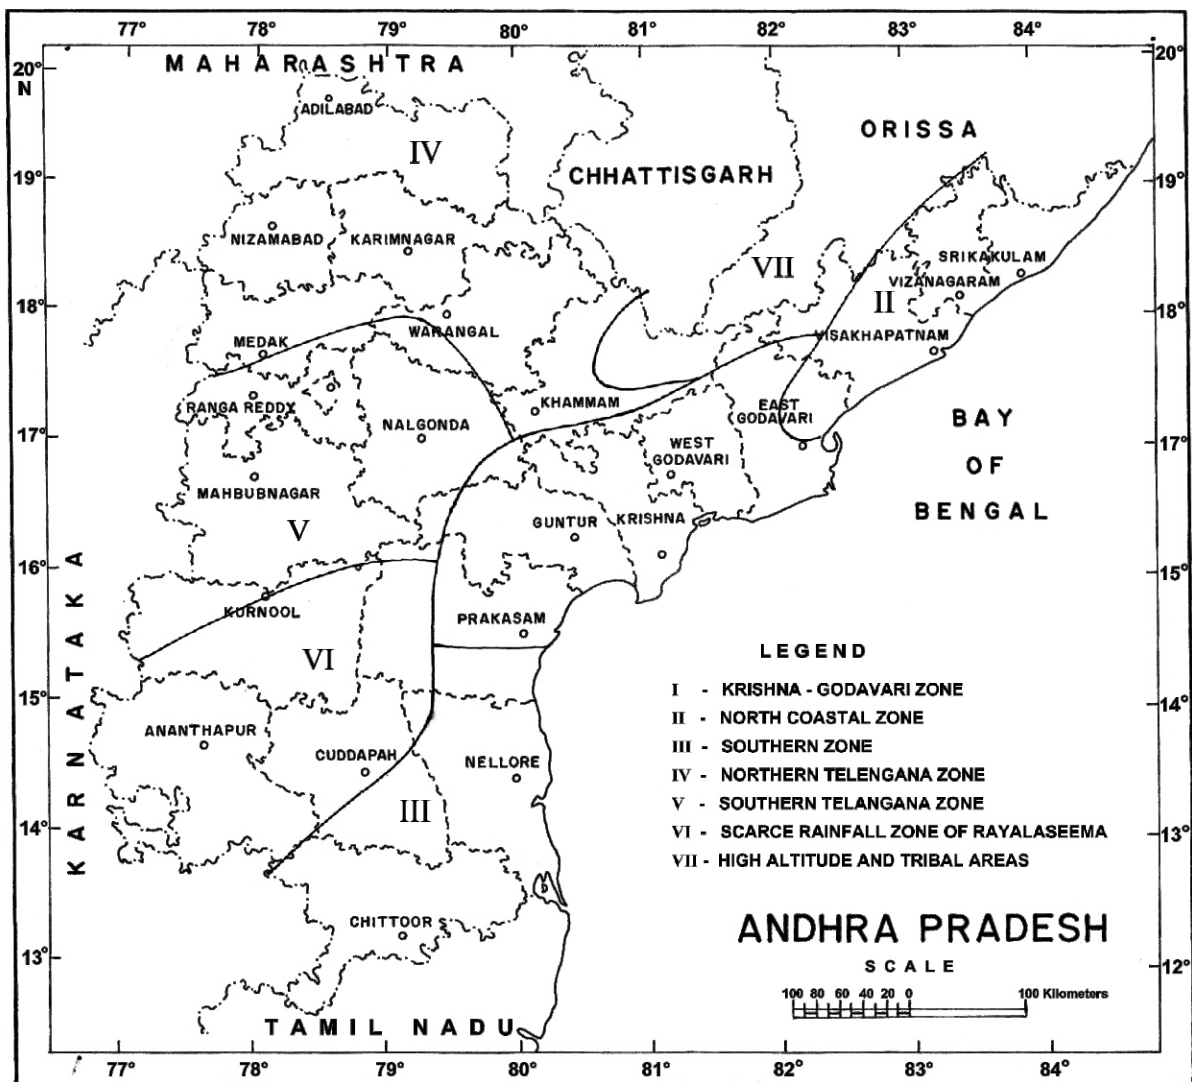 77° 78° 79° 80° 81° 82° 83° 84°
20°
N
20°
MAHARASHTRA
ADILABAD
ORISSA
IV
CHHATTISGARH
19°
19°
NIZAMABAD
KARIMNAGAR
SRIKAKULAM
VII
VIZANAGARAM
II
18°
18°
WARANGAL
VISAKHAPATNAM
MEDAK
KHAMMAM
RANGA REDDY
EAST
GODAVARI
BAY
OF
BENGAL
NALGONDA
17°
17°
WEST
GODAVARI
MAHBUBNAGAR
GUNTUR
KRISHNA
V
16°
15°
KARNATAKA
KURNOOL
PRAKASAM
VI
15°
14°
ANANTHAPUR
CUDDAPAH
NELLORE
III
14°
13°
LEGEND
I - KRISHNA - GODAVARI ZONE
II - NORTH COASTAL ZONE
III - SOUTHERN ZONE
IV - NORTHERN TELENGANA ZONE
V - SOUTHERN TELANGANA ZONE
VI - SCARCE RAINFALL ZONE OF RAYALASEEMA
VII - HIGH ALTITUDE AND TRIBAL AREAS
CHITTOOR
ANDHRA PRADESH
SCALE
13°
12°
100 80 60 40 20 0 100 Kilometers
TAMIL NADU
77° 78° 79° 80° 81° 82° 83° 84°